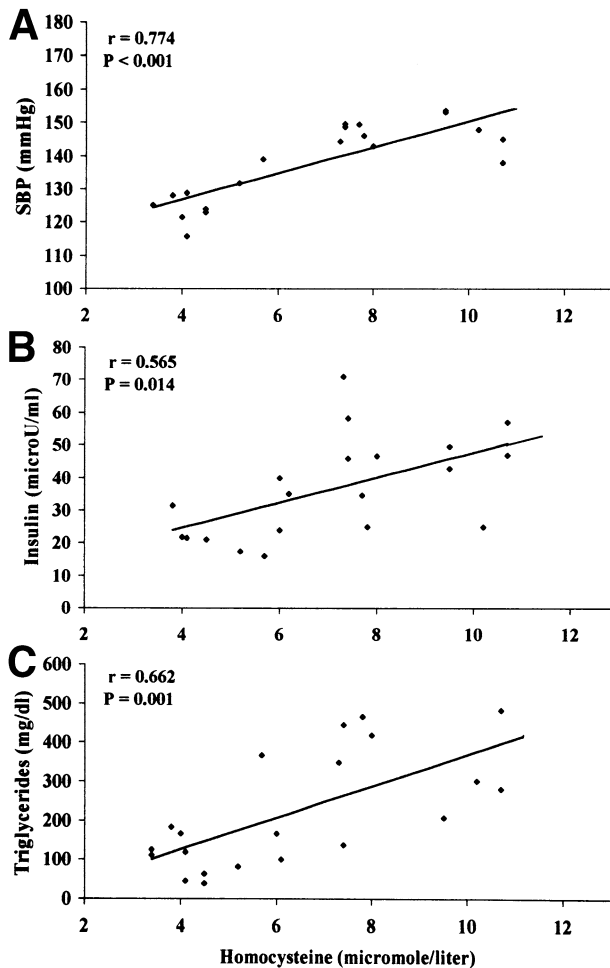 A
180
r = 0.774
P < 0.001
170
160
150
140
130
120
110
100
SBP (mmHg)
2 4 6 8 10 12
B
80
r = 0.565
P = 0.014
70
60
50
40
30
20
10
0
Insulin (microU/ml)
2 4 6 8 10 12
C
600
r = 0.662
P = 0.001
500
400
300
200
100
0
Triglycerides (mg/dl)
2 4 6 8 10 12
Homocysteine (micromole/liter)